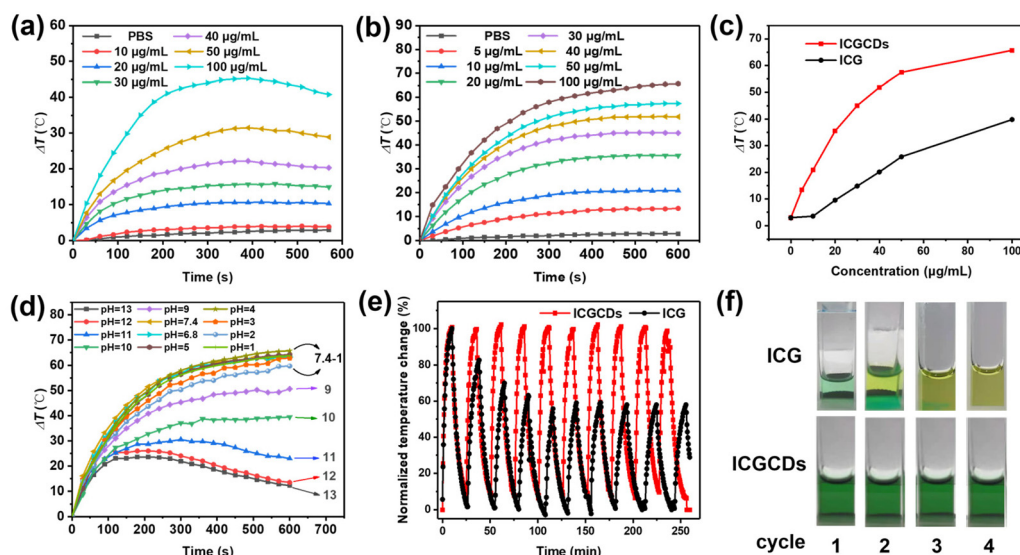 (a)
PBS
10 µg/mL
20 µg/mL
30 µg/mL
40 µg/mL
50 µg/mL
100 µg/mL
ΔT (℃)
60
50
40
30
20
10
0
0 100 200 300 400 500 600
Time (s)
(b)
PBS
5 µg/mL
10 µg/mL
20 µg/mL
30 µg/mL
40 µg/mL
50 µg/mL
100 µg/mL
ΔT (℃)
90
80
70
60
50
40
30
20
10
0
0 100 200 300 400 500 600
Time (s)
(c)
ICGCDs
ICG
ΔT (℃)
70
60
50
40
30
20
10
0
0 20 40 60 80 100
Concentration (µg/mL)
(d)
pH=13
pH=12
pH=11
pH=10
pH=9
pH=7.4
pH=6.8
pH=5
pH=4
pH=3
pH=2
pH=1
7.4-1
9
10
11
12
13
ΔT (℃)
90
80
70
60
50
40
30
20
10
0
0 100 200 300 400 500 600 700
Time (s)
(e)
ICGCDs
ICG
Normalized temperature change (%)
100
80
60
40
20
0
0 50 100 150 200 250
Time (min)
(f)
ICG
ICGCDs
cycle 1 2 3 4